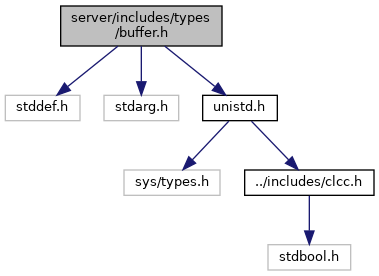 server/includes/types
/buffer.h
stddef.h
stdarg.h
unistd.h
sys/types.h
../includes/clcc.h
stdbool.h